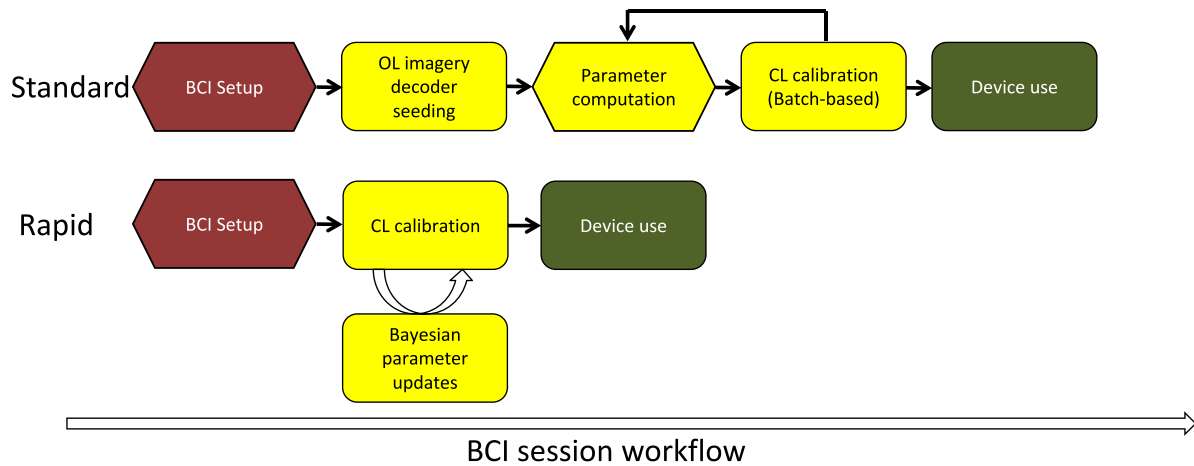 Standard
BCI Setup
OL imagery
decoder
seeding
Parameter
computation
CL calibration
(Batch-based)
Device use
Rapid
BCI Setup
CL calibration
Device use
Bayesian
parameter
updates
BCI session workflow